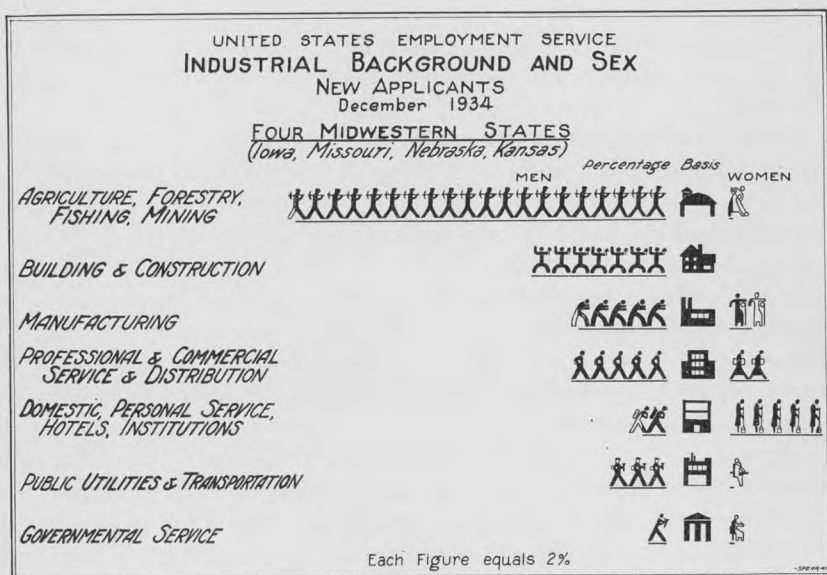 UNITED STATES EMPLOYMENT SERVICE
INDUSTRIAL BACKGROUND AND SEX
NEW APPLICANTS
December 1934
FOUR MIDWESTERN STATES
(Iowa, Missouri, Nebraska, Kansas)
Percentage Basis
MEN
WOMEN
AGRICULTURE, FORESTRY,
FISHING, MINING
BUILDING & CONSTRUCTION
MANUFACTURING
PROFESSIONAL & COMMERCIAL
SERVICE & DISTRIBUTION
DOMESTIC, PERSONAL SERVICE,
HOTELS, INSTITUTIONS
PUBLIC UTILITIES & TRANSPORTATION
GOVERNMENTAL SERVICE
Each Figure equals 2%